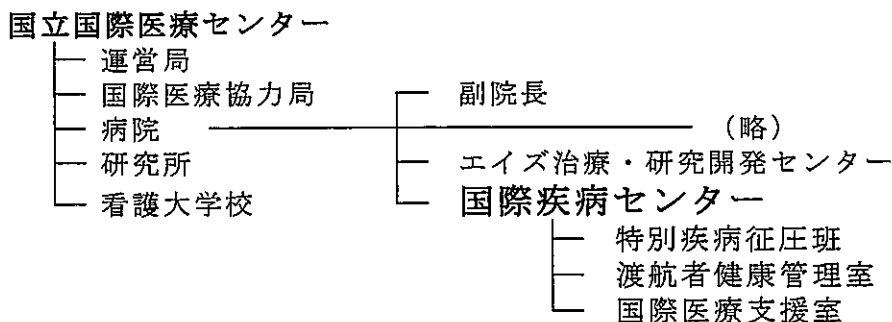 国立国際医療センター
運営局
国際医療協力局 副院長
病院 (略)
研究所 エイズ治療・研究開発センター
看護大学校 国際疾病センター
特別疾病征圧班
渡航者健康管理室
国際医療支援室